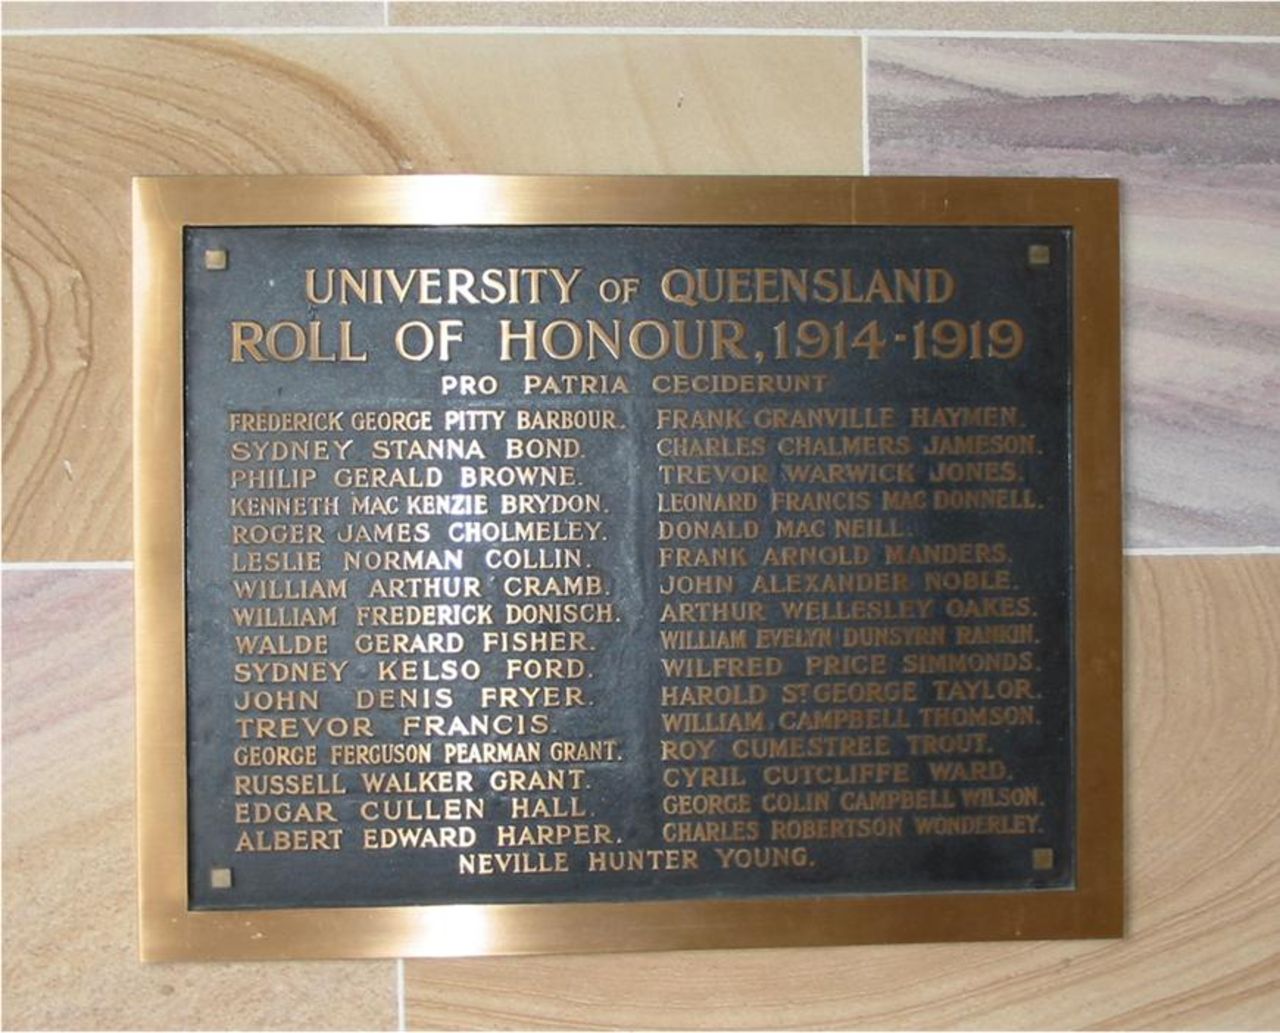 UNIVERSITY OF QUEENSLAND
ROLL OF HONOUR, 1914-1919
PRO PATRIA CECIDERUNT
FREDERICK GEORGE PITTY BARBOUR.
SYDNEY STANNA BOND.
PHILIP GERALD BROWNE.
KENNETH MAC KENZIE BRYDON.
ROGER JAMES CHOLMELEY.
LESLIE NORMAN COLLIN.
WILLIAM ARTHUR CRAMB.
WILLIAM FREDERICK DONISCH.
WALDE GERARD FISHER.
SYDNEY KELSO FORD.
JOHN DENIS FRYER.
TREVOR FRANCIS.
GEORGE FERGUSON PEARMAN GRANT.
RUSSELL WALKER GRANT.
EDGAR CULLEN HALL.
ALBERT EDWARD HARPER.
FRANK GRANVILLE HAYMEN.
CHARLES CHALMERS JAMESON.
TREVOR WARWICK JONES.
LEONARD FRANCIS MAC DONNELL.
DONALD MAC NEILL.
FRANK ARNOLD MANDERS.
JOHN ALEXANDER NOBLE.
ARTHUR WELLESLEY OAKES.
WILLIAM EVELYN DUNSYRN RANKIN.
WILFRED PRICE SIMMONDS.
HAROLD ST GEORGE TAYLOR.
WILLIAM CAMPBELL THOMSON.
ROY CUMESTREE TROUT.
CYRIL CUTCLIFFE WARD.
GEORGE COLIN CAMPBELL WILSON.
CHARLES ROBERTSON WONDERLEY.
NEVILLE HUNTER YOUNG.